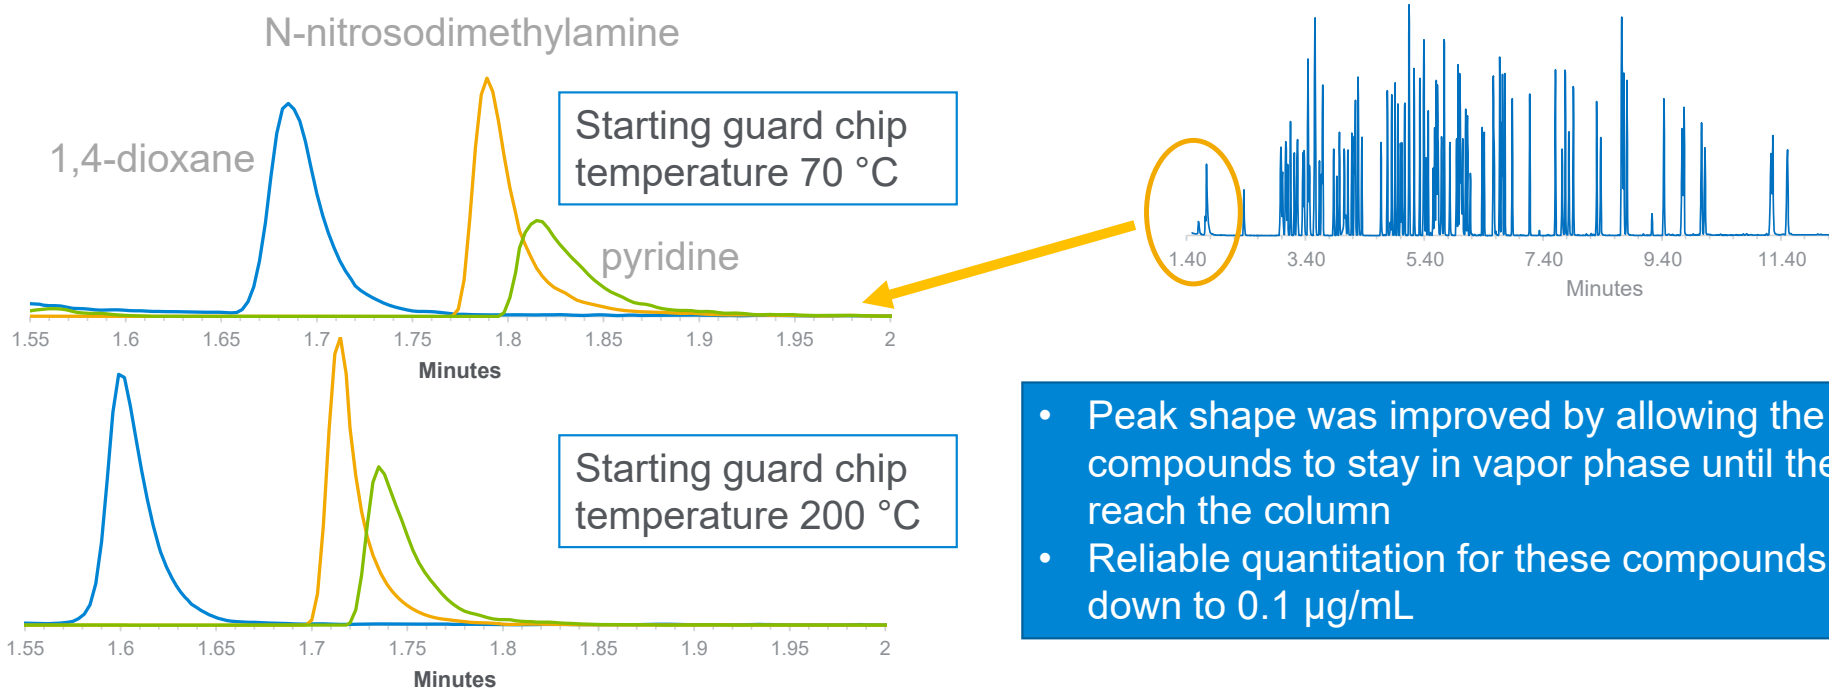 N-nitrosodimethylamine
1,4-dioxane
Starting guard chip
temperature 70 °C
pyridine
1.55 1.6 1.65 1.7 1.75 1.8 1.85 1.9 1.95 2
Minutes
Starting guard chip
temperature 200 °C
1.55 1.6 1.65 1.7 1.75 1.8 1.85 1.9 1.95 2
Minutes
1.40 3.40 5.40 7.40 9.40 11.40
Minutes
• Peak shape was improved by allowing the
compounds to stay in vapor phase until the
reach the column
• Reliable quantitation for these compounds
down to 0.1 µg/mL